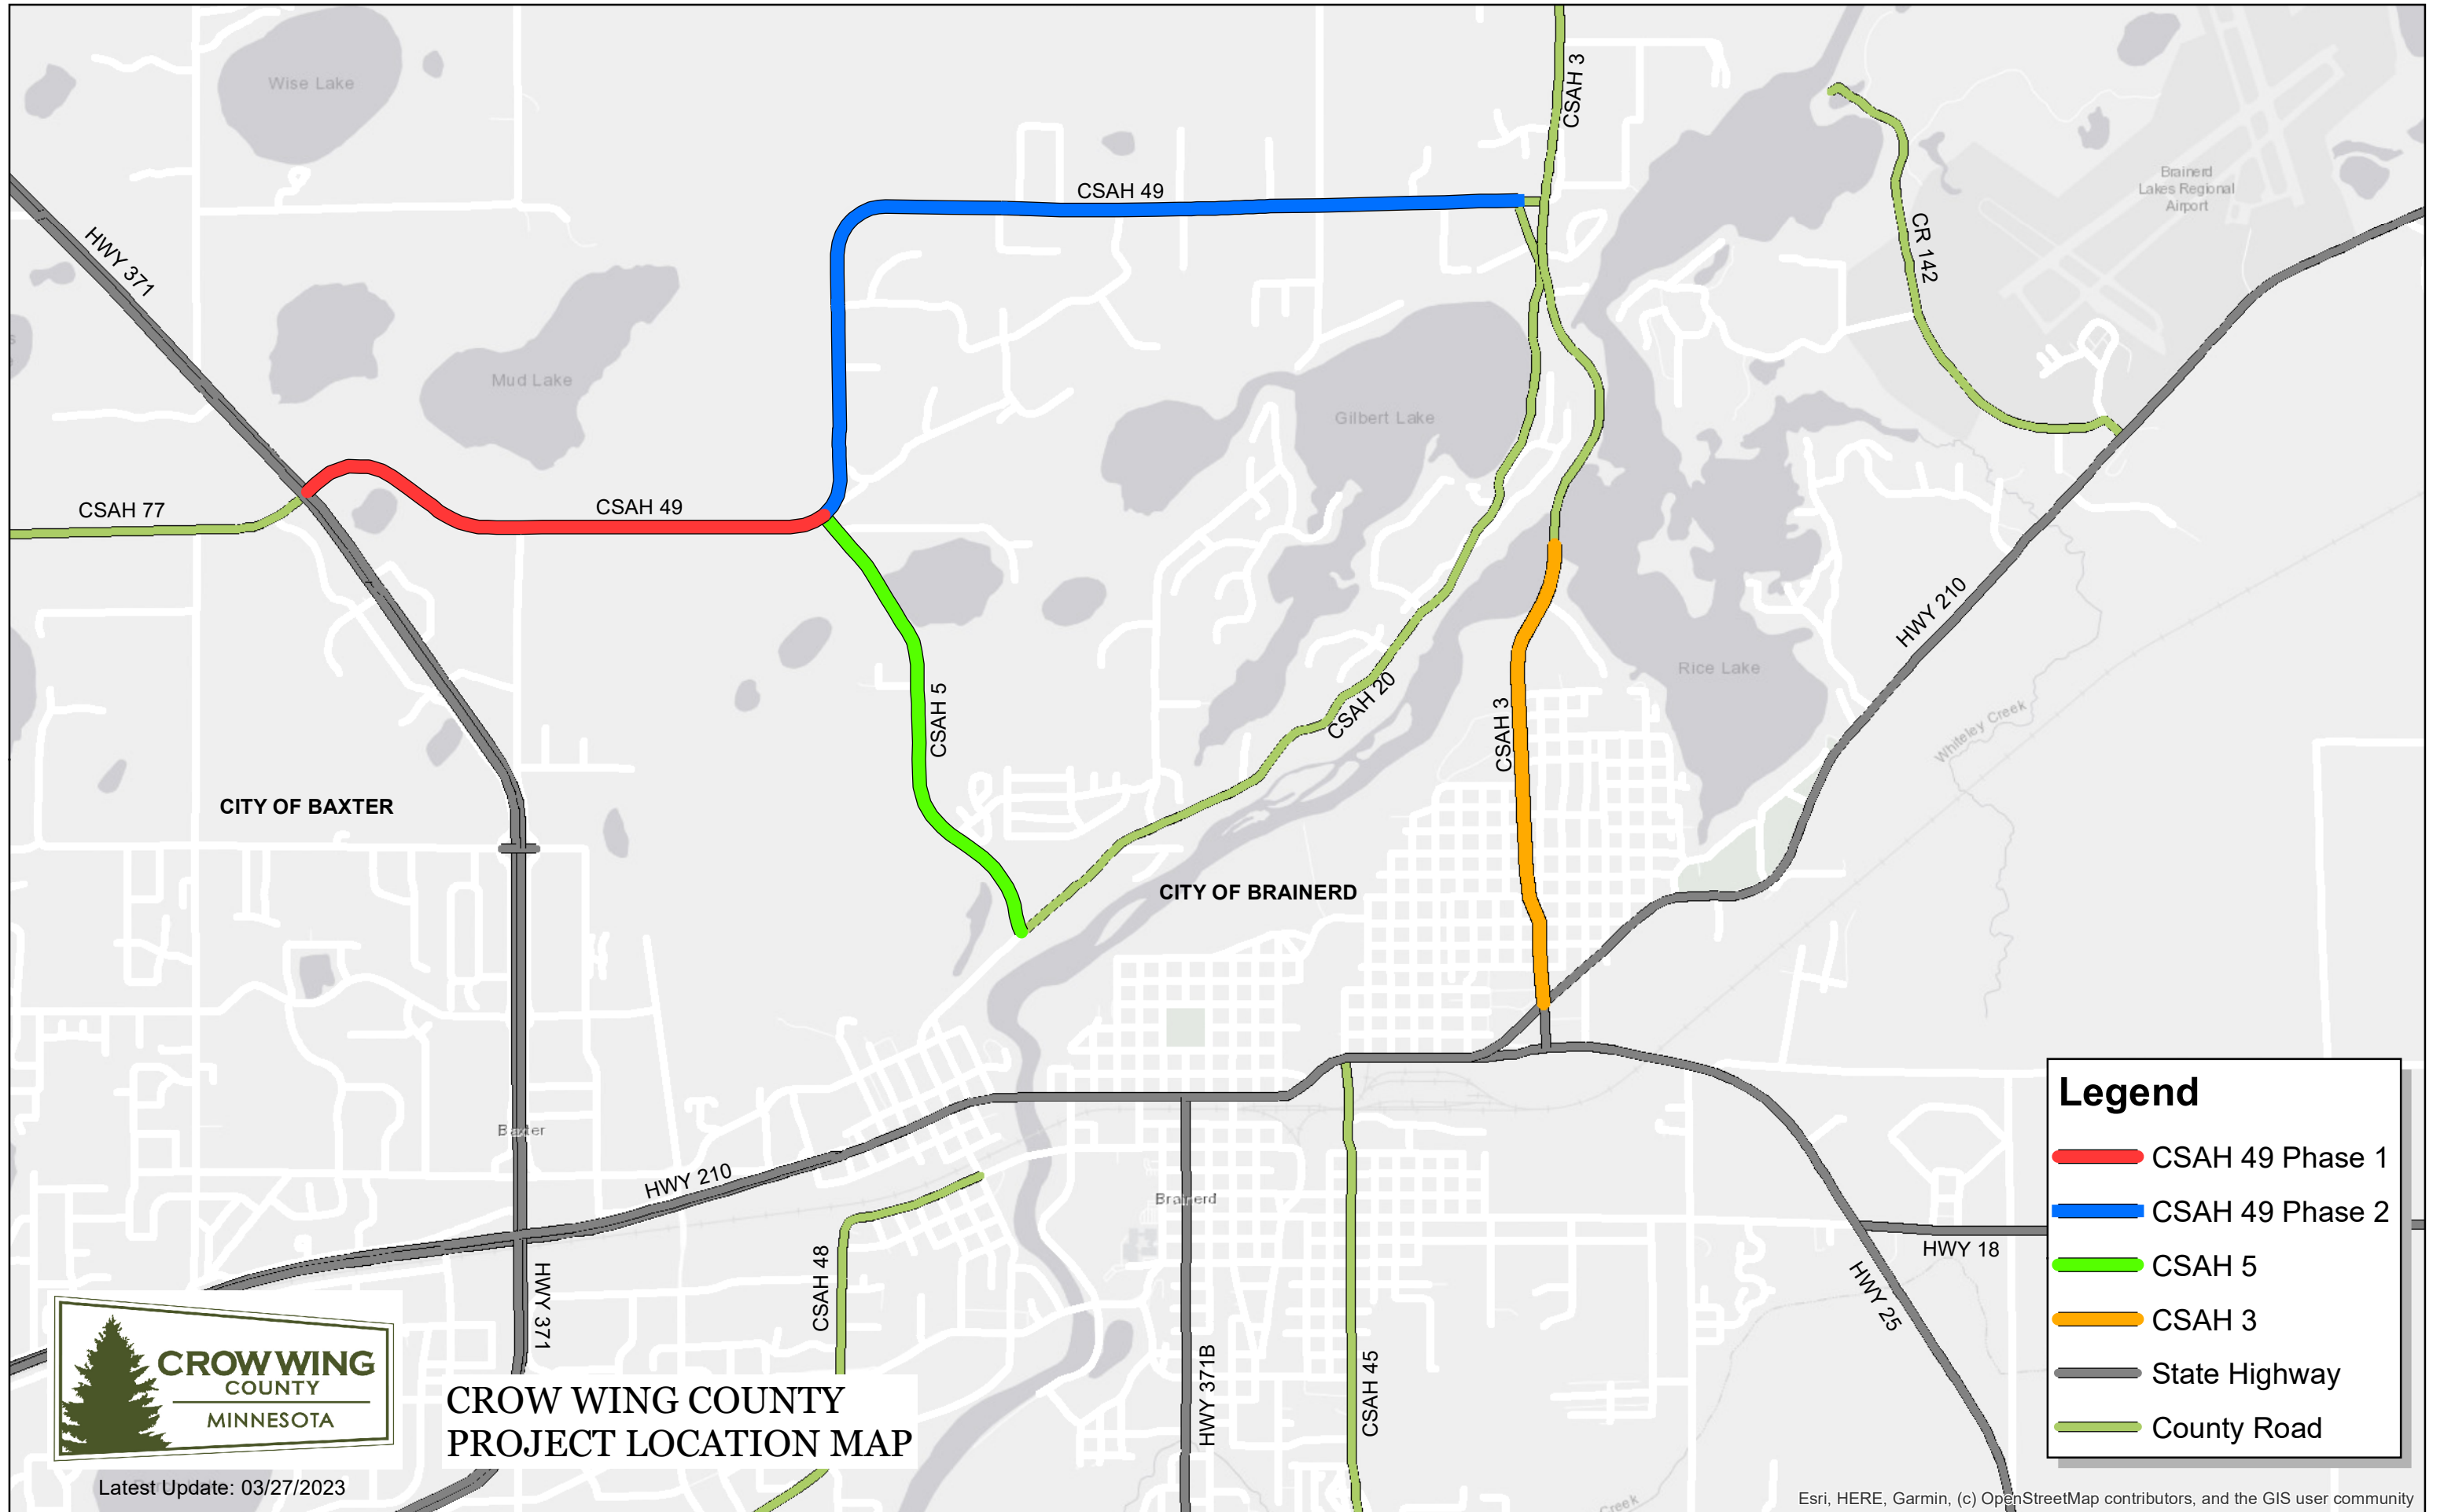 Wise Lake
CSAH 3
Brainerd
Lakes Regional
Airport
CSAH 49
HWY 371
CR 142
Mud Lake
Gilbert Lake
CSAH 77
CSAH 49
HWY 210
Rice Lake
CSAH 5
CSAH 20
CSAH 3
Whiteley Creek
CITY OF BAXTER
CITY OF BRAINERD
Baxter
HWY 210
Brainerd
HWY 18
HWY 25
HWY 371
CSAH 48
HWY 371B
CSAH 45
Legend
CSAH 49 Phase 1
CSAH 49 Phase 2
CSAH 5
CSAH 3
State Highway
County Road
CROW WING
COUNTY
MINNESOTA
CROW WING COUNTY
PROJECT LOCATION MAP
Latest Update: 03/27/2023
Creek
Esri, HERE, Garmin, (c) OpenStreetMap contributors, and the GIS user community